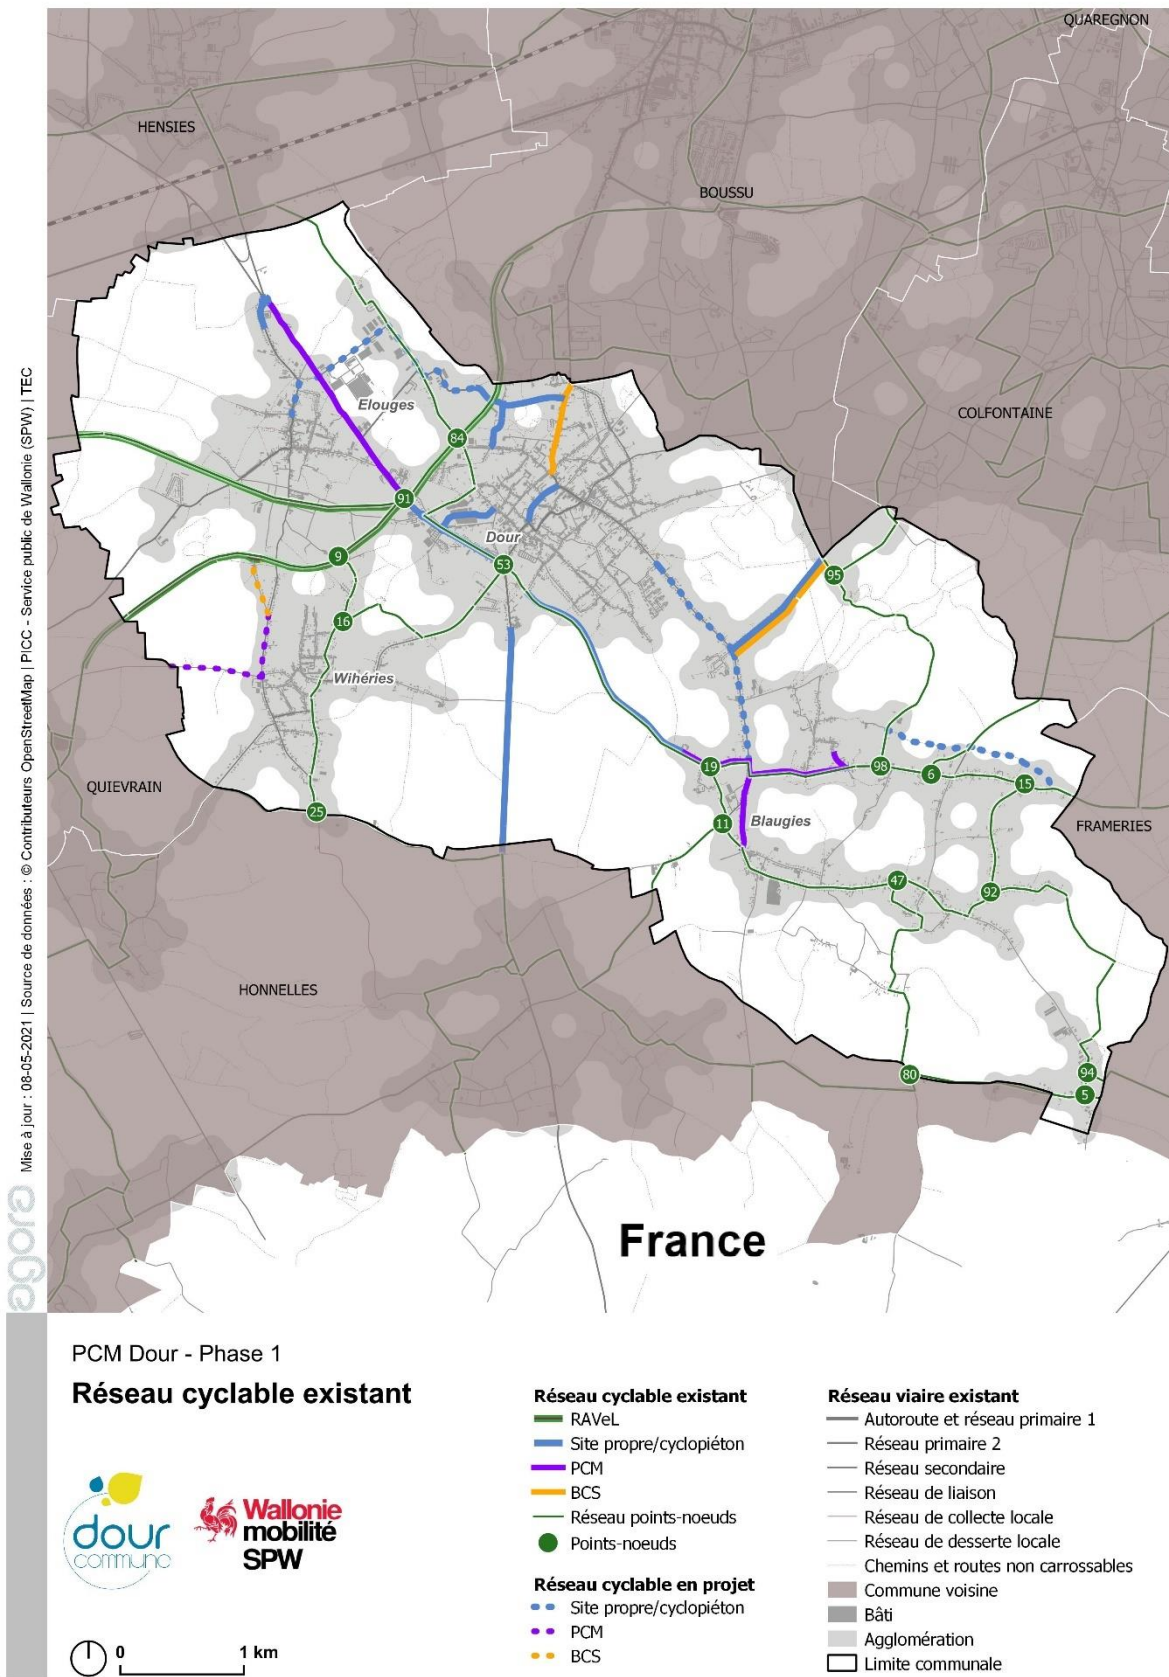 QUAREGNON
HENSIES
BOUSSU
COLFONTAINE
Elouges
84
91
Dour
9
53
95
16
Wihéries
19
98
6
15
QUIEVRAIN
25
11
Blaugies
FRAMERIES
47
92
HONNELLES
80
94
5
France
Mise à jour : 08-05-2021 | Source de données : © Contributeurs OpenStreetMap | PICC - Service public de Wallonie (SPW) | TEC
agora
PCM Dour - Phase 1
Réseau cyclable existant
dour
commune
Wallonie
mobilité
SPW
0 1 km
Réseau cyclable existant
RAVeL
Site propre/cyclopiéton
PCM
BCS
Réseau points-noeuds
Points-noeuds
Réseau cyclable en projet
Site propre/cyclopiéton
PCM
BCS
Réseau viaire existant
Autoroute et réseau primaire 1
Réseau primaire 2
Réseau secondaire
Réseau de liaison
Réseau de collecte locale
Réseau de desserte locale
Chemins et routes non carrossables
Commune voisine
Bâti
Agglomération
Limite communale